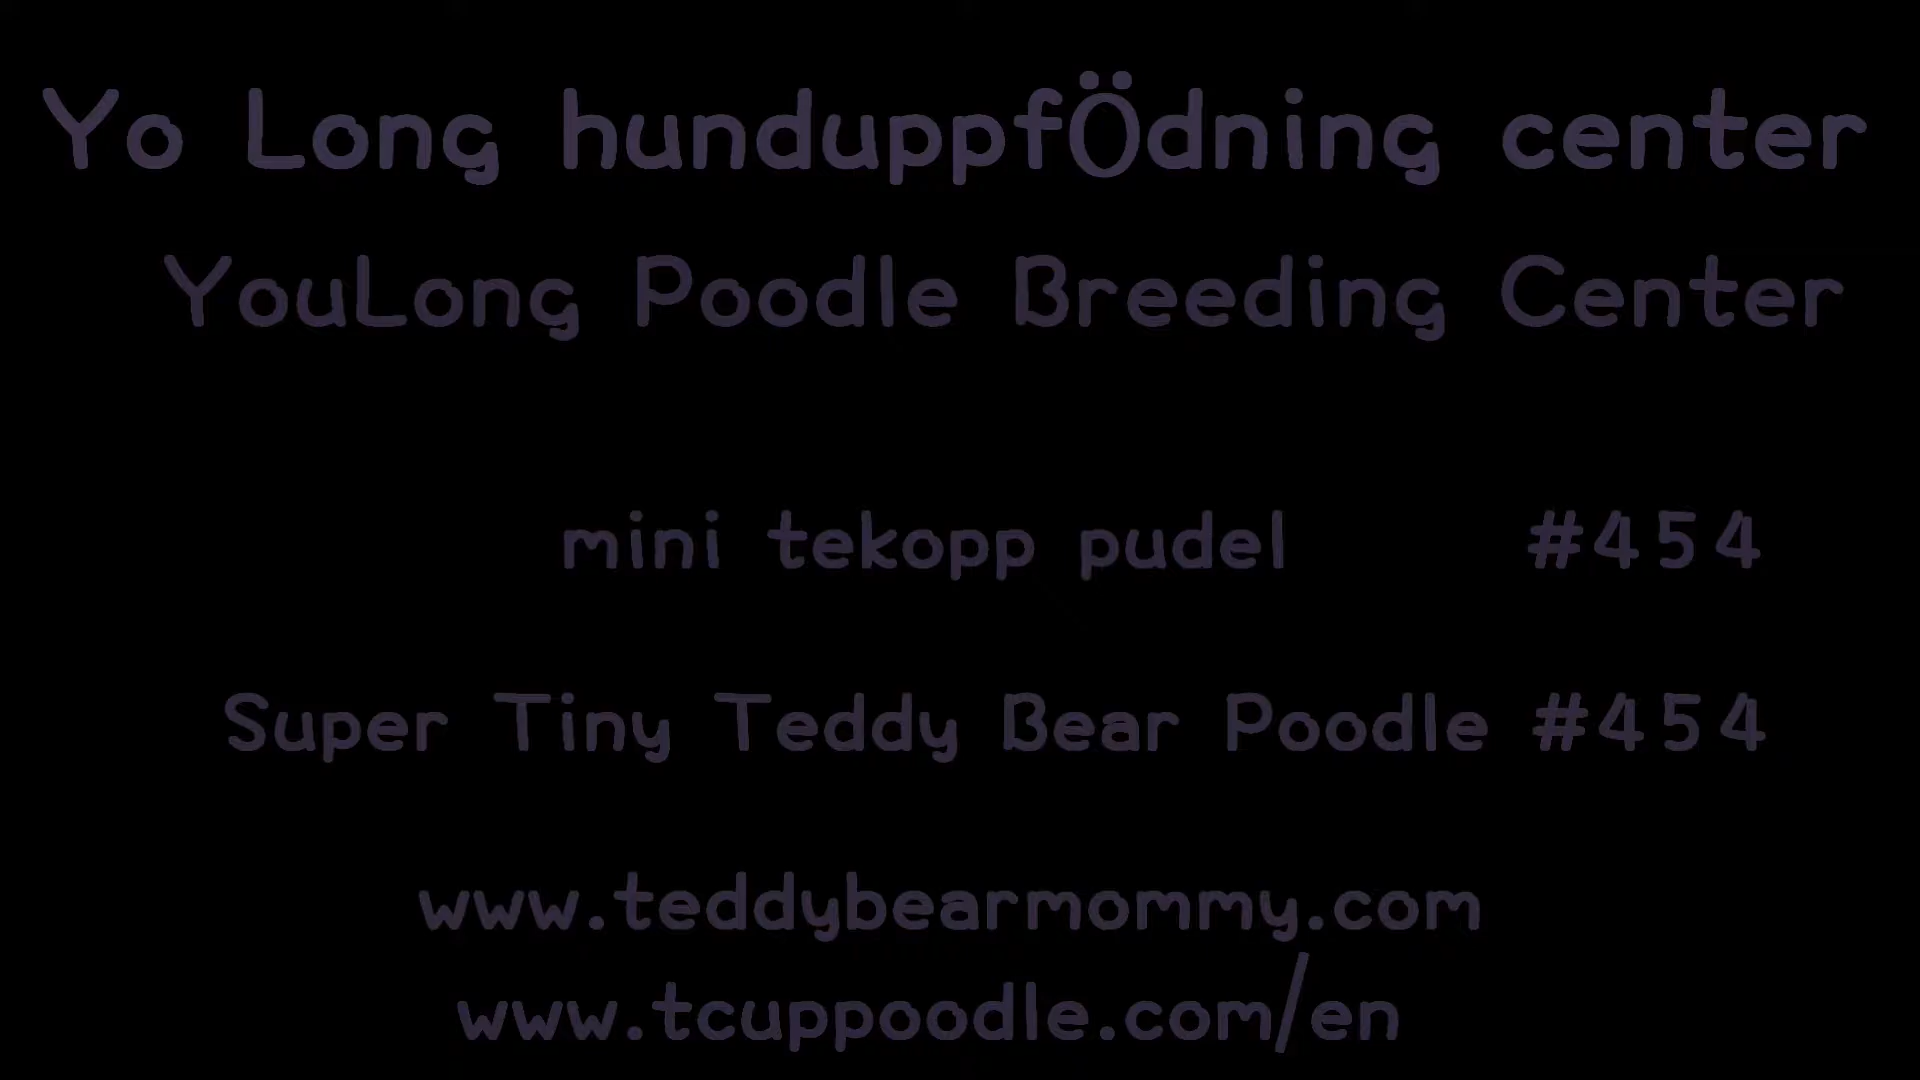 Yo Long hunduppfÖdning center
YouLong Poodle Breeding Center
mini tekopp pudel #454
Super Tiny Teddy Bear Poodle #454
www.teddybearmommy.com
www.tcuppoodle.com/en